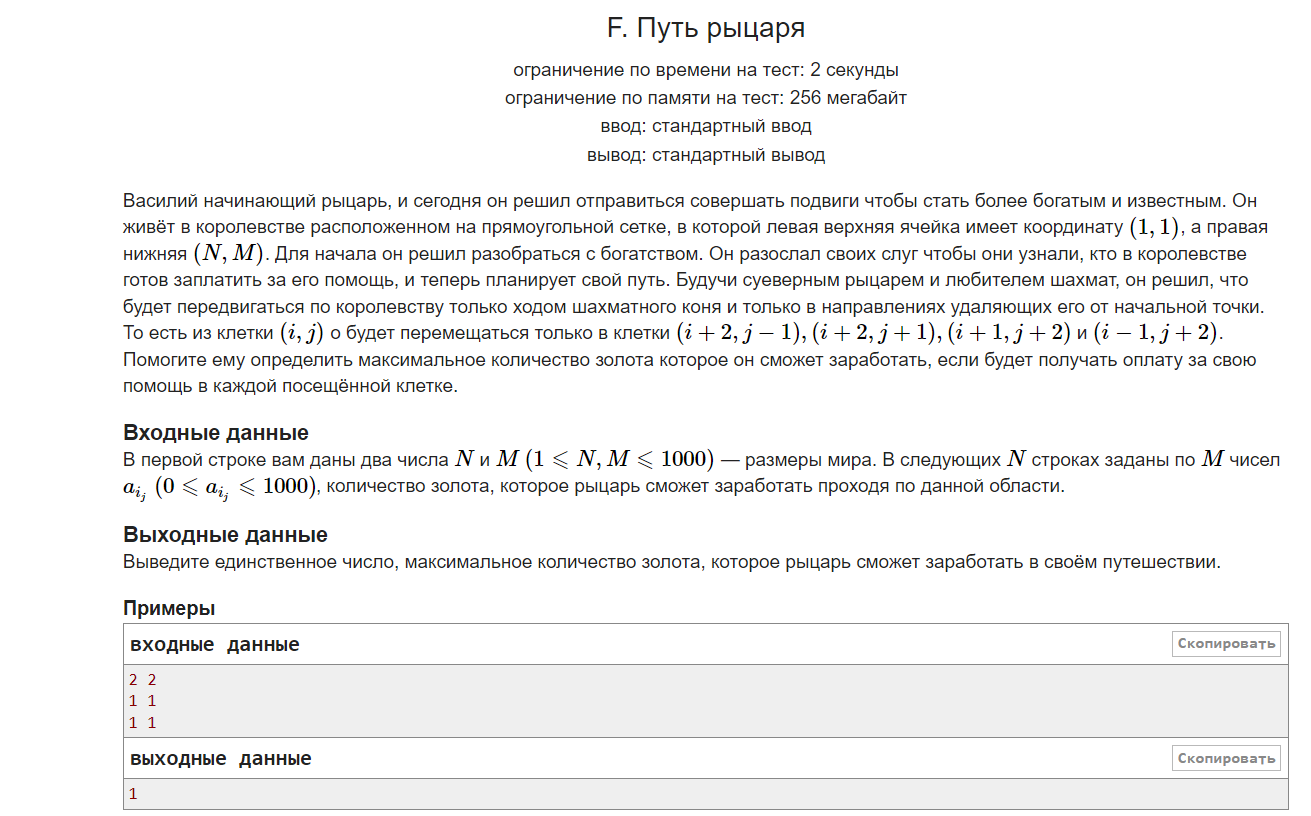 F. Путь рыцаря
ограничение по времени на тест: 2 секунды
ограничение по памяти на тест: 256 мегабайт
ввод: стандартный ввод
вывод: стандартный вывод
Василий начинающий рыцарь, и сегодня он решил отправиться совершать подвиги чтобы стать более богатым и известным. Он
живёт в королевстве расположенном на прямоугольной сетке, в которой левая верхняя ячейка имеет координату (1, 1), а правая
нижняя (N, M). Для начала он решил разобраться с богатством. Он разослал своих слуг чтобы они узнали, кто в королевстве
готов заплатить за его помощь, и теперь планирует свой путь. Будучи суеверным рыцарем и любителем шахмат, он решил, что
будет передвигаться по королевству только ходом шахматного коня и только в направлениях удаляющих его от начальной точки.
То есть из клетки (i, j) о будет перемещаться только в клетки (i + 2, j − 1), (i + 2, j + 1), (i + 1, j + 2) и (i − 1, j + 2).
Помогите ему определить максимальное количество золота которое он сможет заработать, если будет получать оплату за свою
помощь в каждой посещённой клетке.
Входные данные
В первой строке вам даны два числа N и M (1 ⩽ N, M ⩽ 1000) — размеры мира. В следующих N строках заданы по M чисел
a_{i_j} (0 ⩽ a_{i_j} ⩽ 1000), количество золота, которое рыцарь сможет заработать проходя по данной области.
Выходные данные
Выведите единственное число, максимальное количество золота, которое рыцарь сможет заработать в своём путешествии.
Примеры
входные данные
Скопировать
2 2
1 1
1 1
выходные данные
Скопировать
1